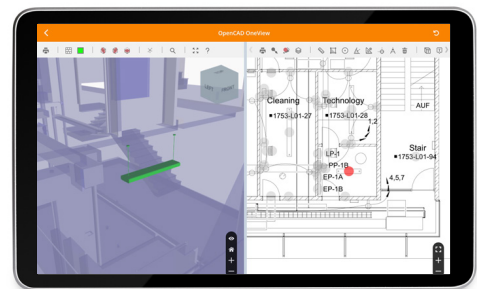 OpenCAD OneView
?
A
LEFT
FRONT
Cleaning
1753-L01-27
Technology
1753-L01-28
AUF
1,2
Stair
1753-L01-94
LP-1
PP-1B
EP-1A
4,5,7
EP-1B